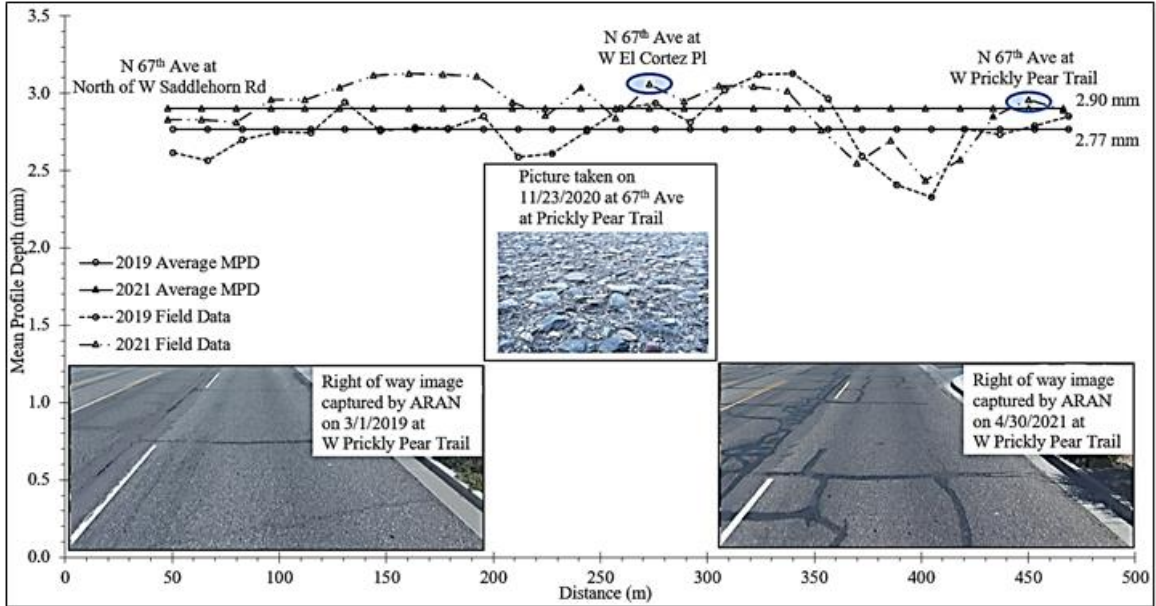 3.5
3.0
2.5
2.0
1.5
1.0
0.5
0.0
Mean Profile Depth (mm)
N 67th Ave at
North of W Saddlehorn Rd
N 67th Ave at
W El Cortez Pl
N 67th Ave at
W Prickly Pear Trail
2.90 mm
2.77 mm
Picture taken on
11/23/2020 at 67th Ave
at Prickly Pear Trail
2019 Average MPD
2021 Average MPD
2019 Field Data
2021 Field Data
Right of way image
captured by ARAN
on 3/1/2019 at
W Prickly Pear Trail
Right of way image
captured by ARAN
on 4/30/2021 at
W Prickly Pear Trail
0 50 100 150 200 250 300 350 400 450 500
Distance (m)